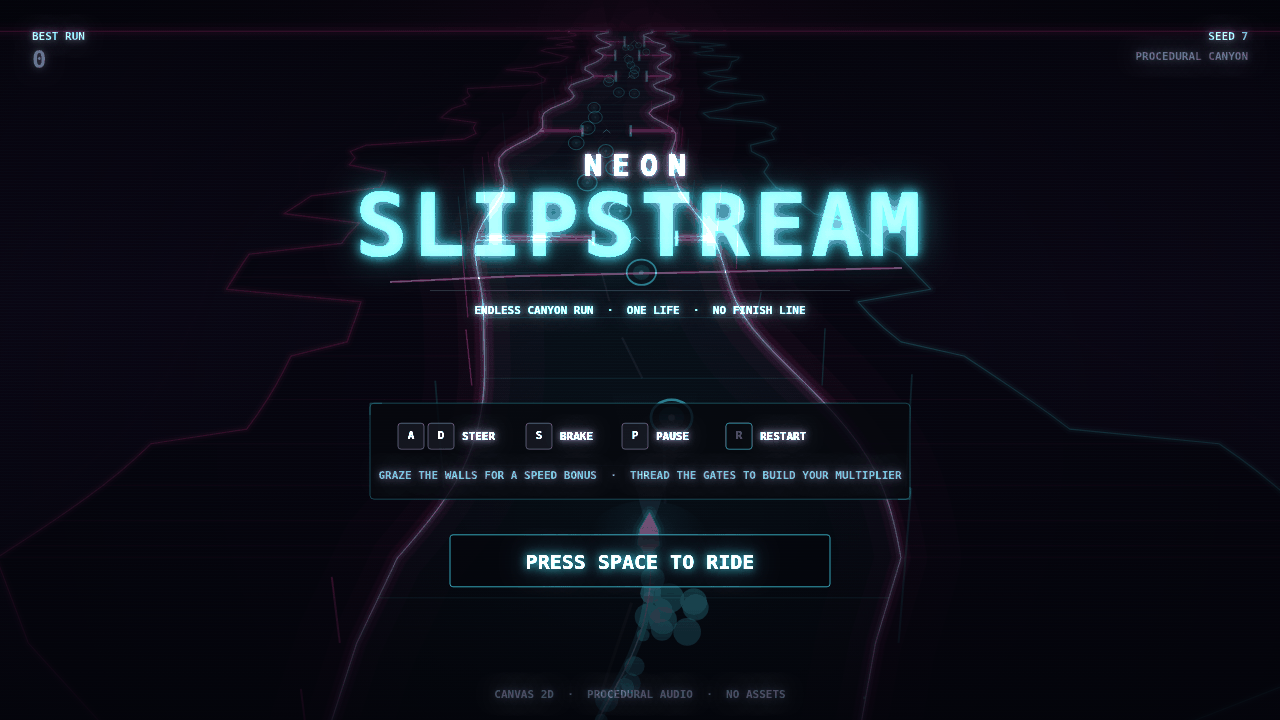 BEST RUN
0
SEED 7
PROCEDURAL CANYON
NEON
SLIPSTREAM
ENDLESS CANYON RUN · ONE LIFE · NO FINISH LINE
A D STEER S BRAKE P PAUSE R RESTART
GRAZE THE WALLS FOR A SPEED BONUS · THREAD THE GATES TO BUILD YOUR MULTIPLIER
PRESS SPACE TO RIDE
CANVAS 2D · PROCEDURAL AUDIO · NO ASSETS